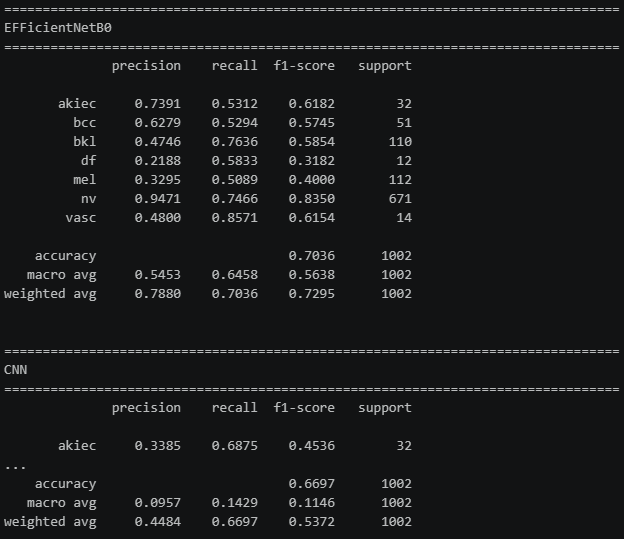 ================================================================================
EFFicientNetB0
================================================================================
              precision    recall  f1-score   support

       akiec     0.7391    0.5312    0.6182        32
         bcc     0.6279    0.5294    0.5745        51
         bkl     0.4746    0.7636    0.5854       110
          df     0.2188    0.5833    0.3182        12
         mel     0.3295    0.5089    0.4000       112
          nv     0.9471    0.7466    0.8350       671
        vasc     0.4800    0.8571    0.6154        14

    accuracy                         0.7036      1002
   macro avg     0.5453    0.6458    0.5638      1002
weighted avg     0.7880    0.7036    0.7295      1002


================================================================================
CNN
================================================================================
              precision    recall  f1-score   support

       akiec     0.3385    0.6875    0.4536        32
...
    accuracy                         0.6697      1002
   macro avg     0.0957    0.1429    0.1146      1002
weighted avg     0.4484    0.6697    0.5372      1002